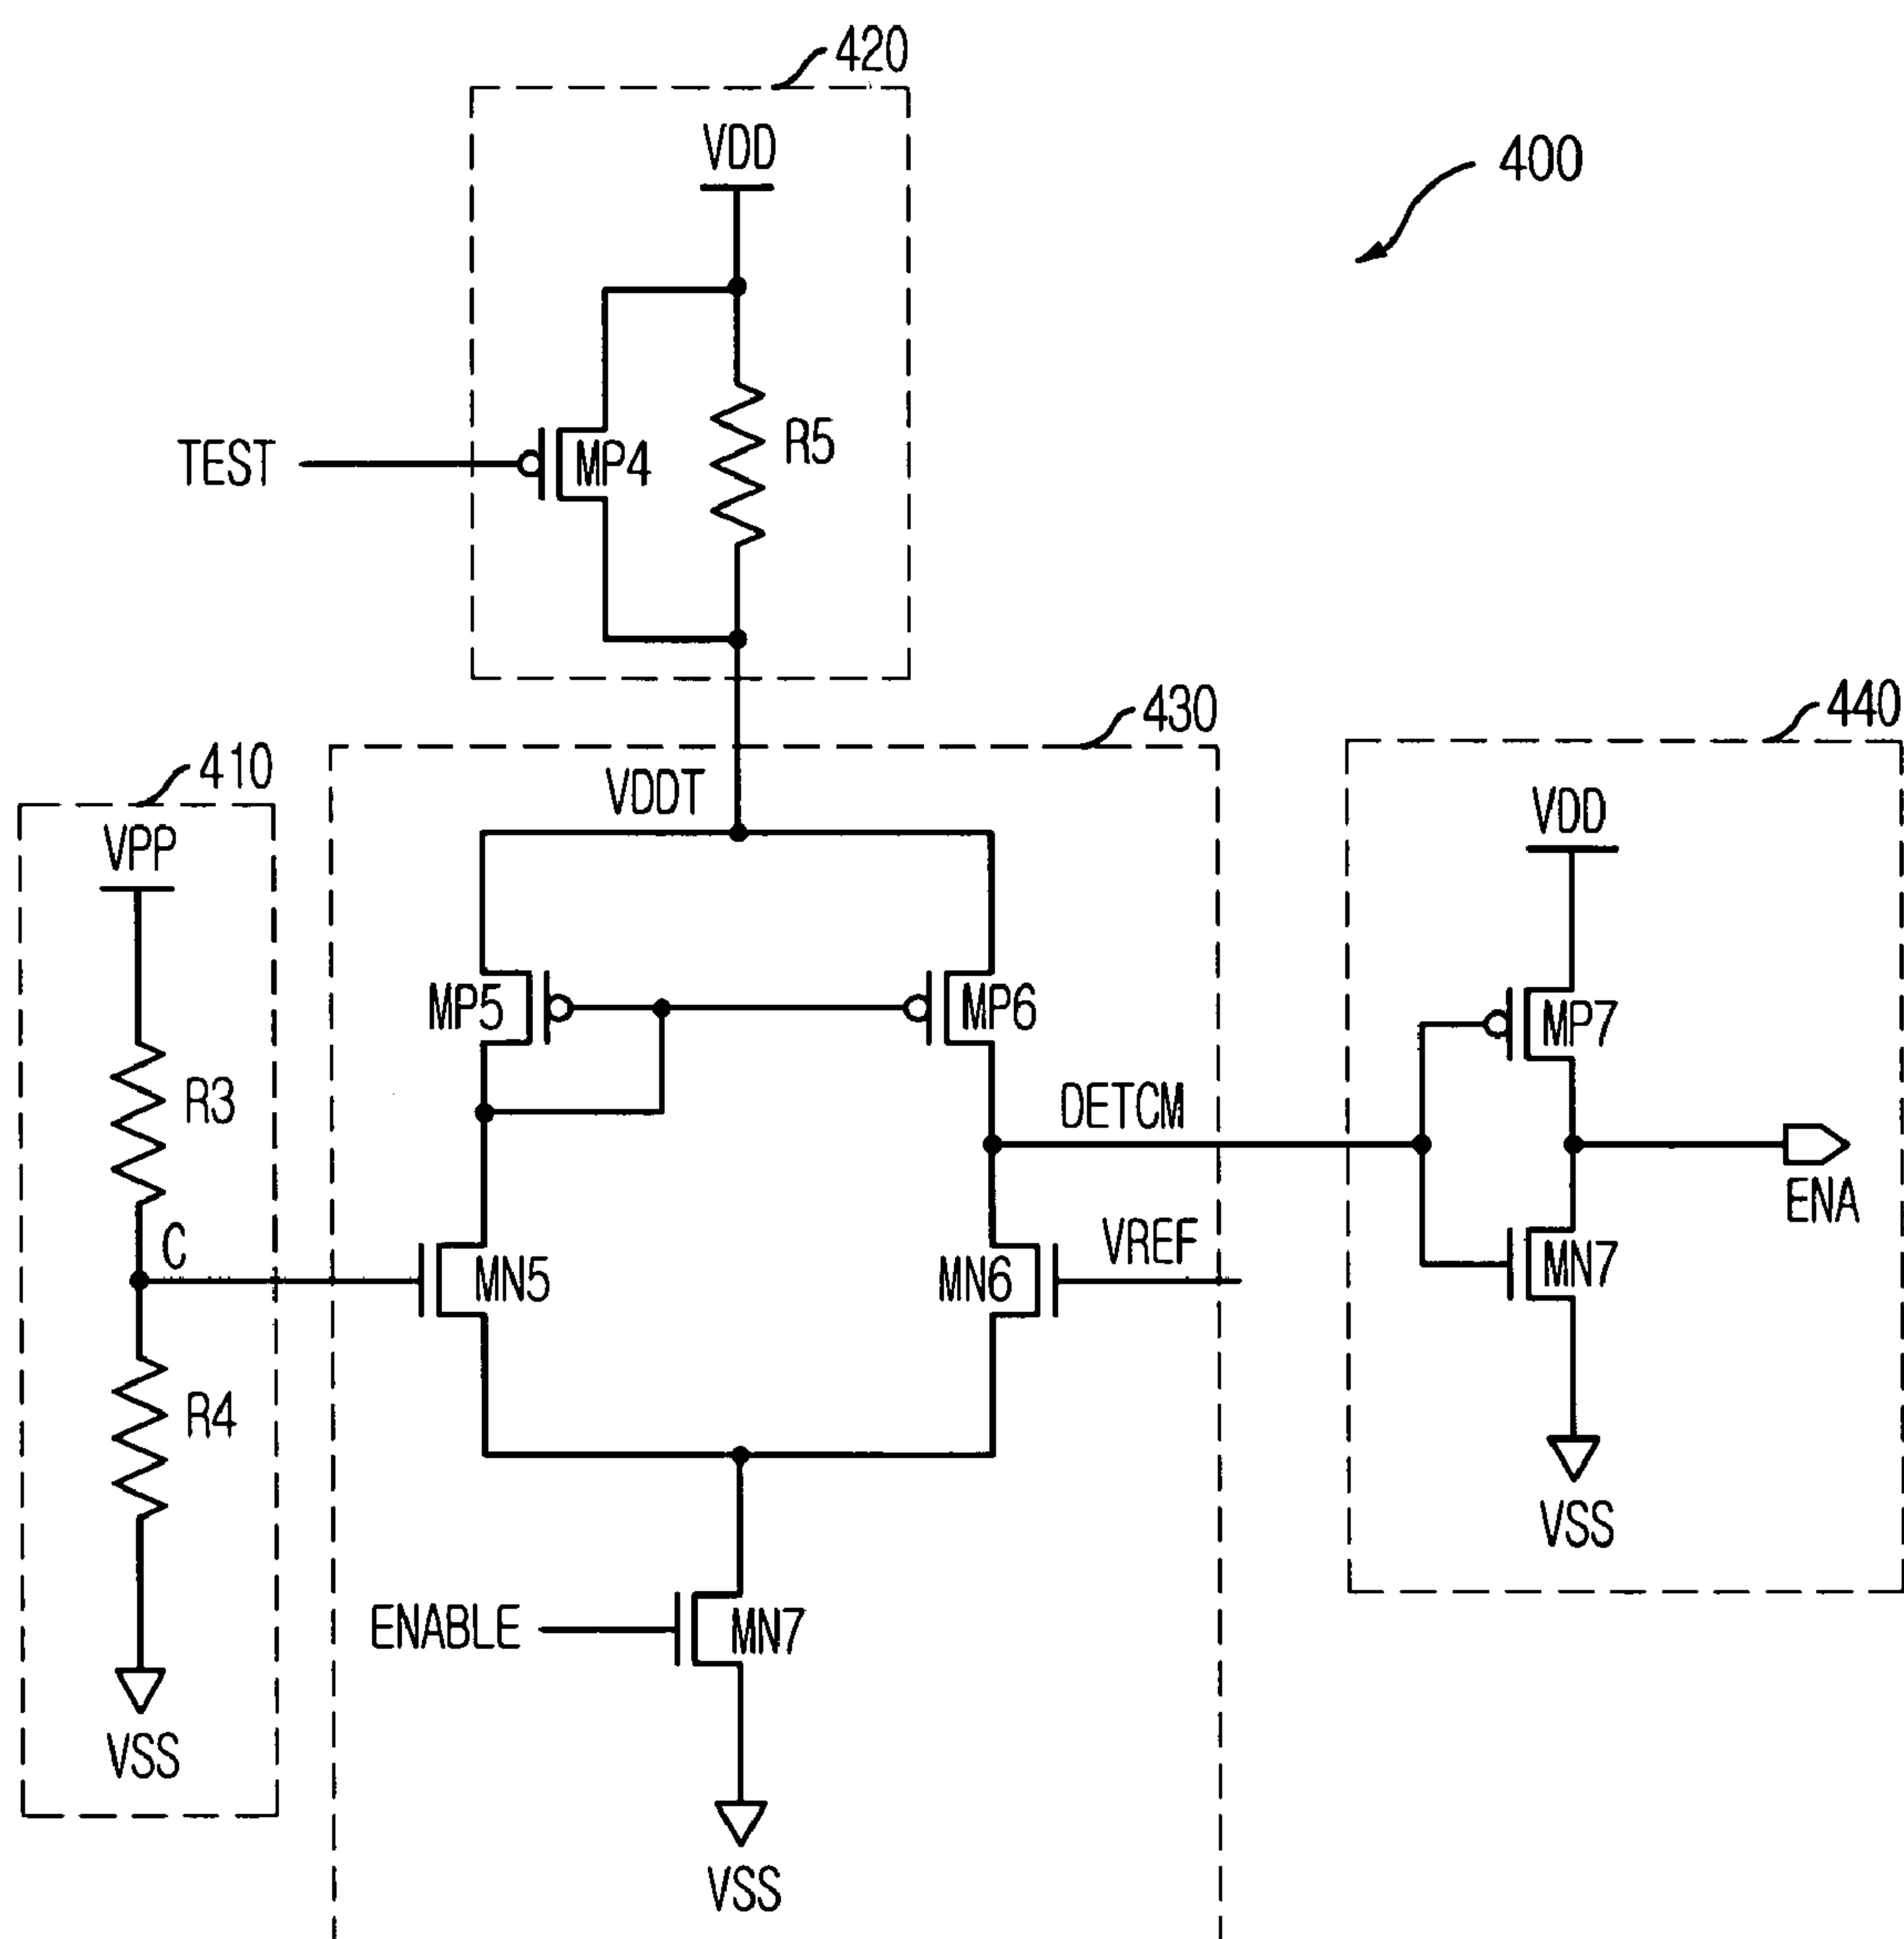 420
VDD
400
TEST
MP4
R5
430
440
410
VDDT
VDD
VPP
MP5
MP6
MP7
R3
DETCM
ENA
C
VREF
MN5
MN6
MN7
R4
VSS
ENABLE
MN7
VSS
VSS